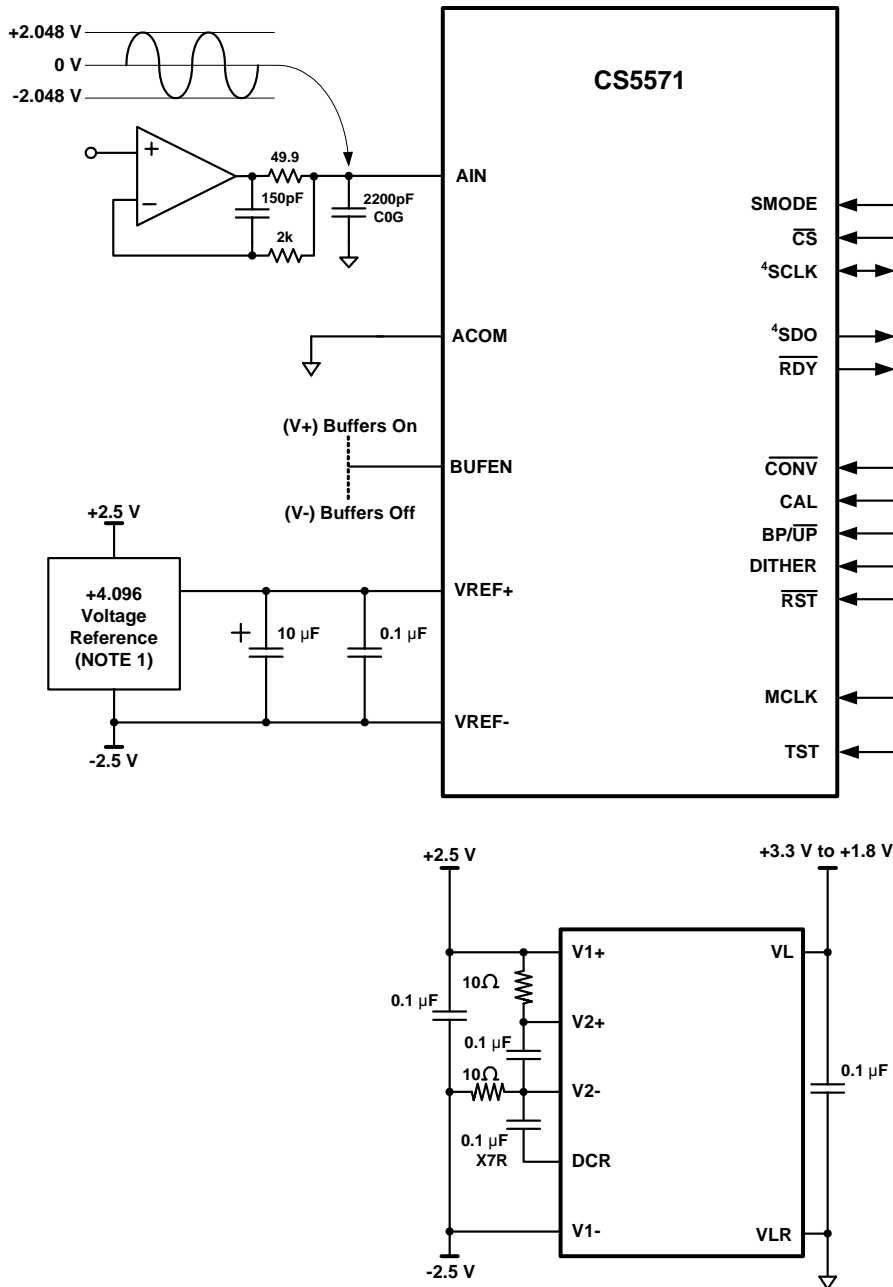 +2.048 V
0 V
-2.048 V
CS5571
49.9
150pF
2k
2200pF
C0G
AIN
SMODE
CS
4SCLK
ACOM
4SDO
RDY
(V+) Buffers On
BUFEN
(V-) Buffers Off
CONV
CAL
BP/UP
DITHER
RST
+2.5 V
+4.096
Voltage
Reference
(NOTE 1)
+
10 µF
0.1 µF
VREF+
VREF-
-2.5 V
MCLK
TST
+2.5 V
+3.3 V to +1.8 V
V1+
VL
10Ω
0.1 µF
V2+
0.1 µF
10Ω
V2-
0.1 µF
0.1 µF
X7R
DCR
V1-
VLR
-2.5 V